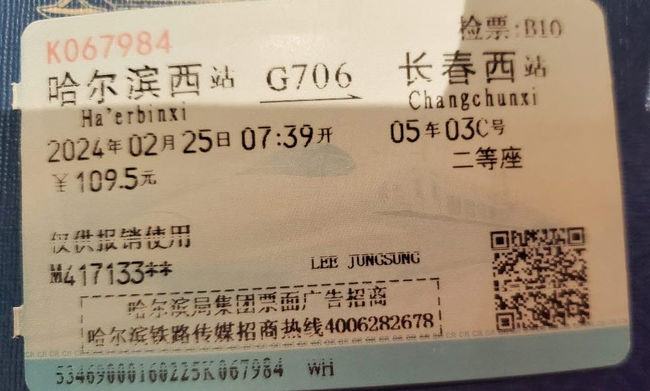 K067984 检票:B10
哈尔滨西站 G706 长春西站
Ha'erbinxi Changchunxi
2024年02月25日07:39开 05车03C号
￥109.5元 二等座
仅供报销使用
M417133** LEE JUNGSUNG
哈尔滨局集团票面广告招商
哈尔滨铁路传媒招商热线4006282678
53469000160225K067984 WH